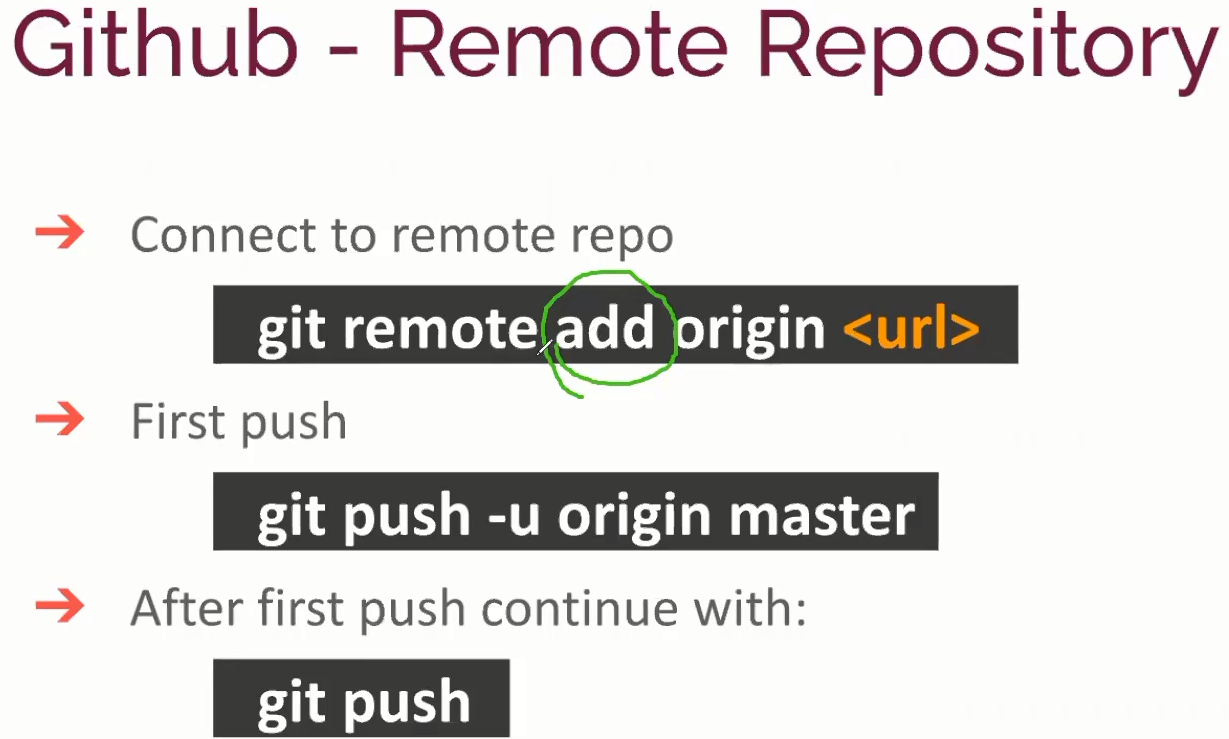 Github - Remote Repository
➔ Connect to remote repo
git remote add origin <url>
➔ First push
git push -u origin master
➔ After first push continue with:
git push